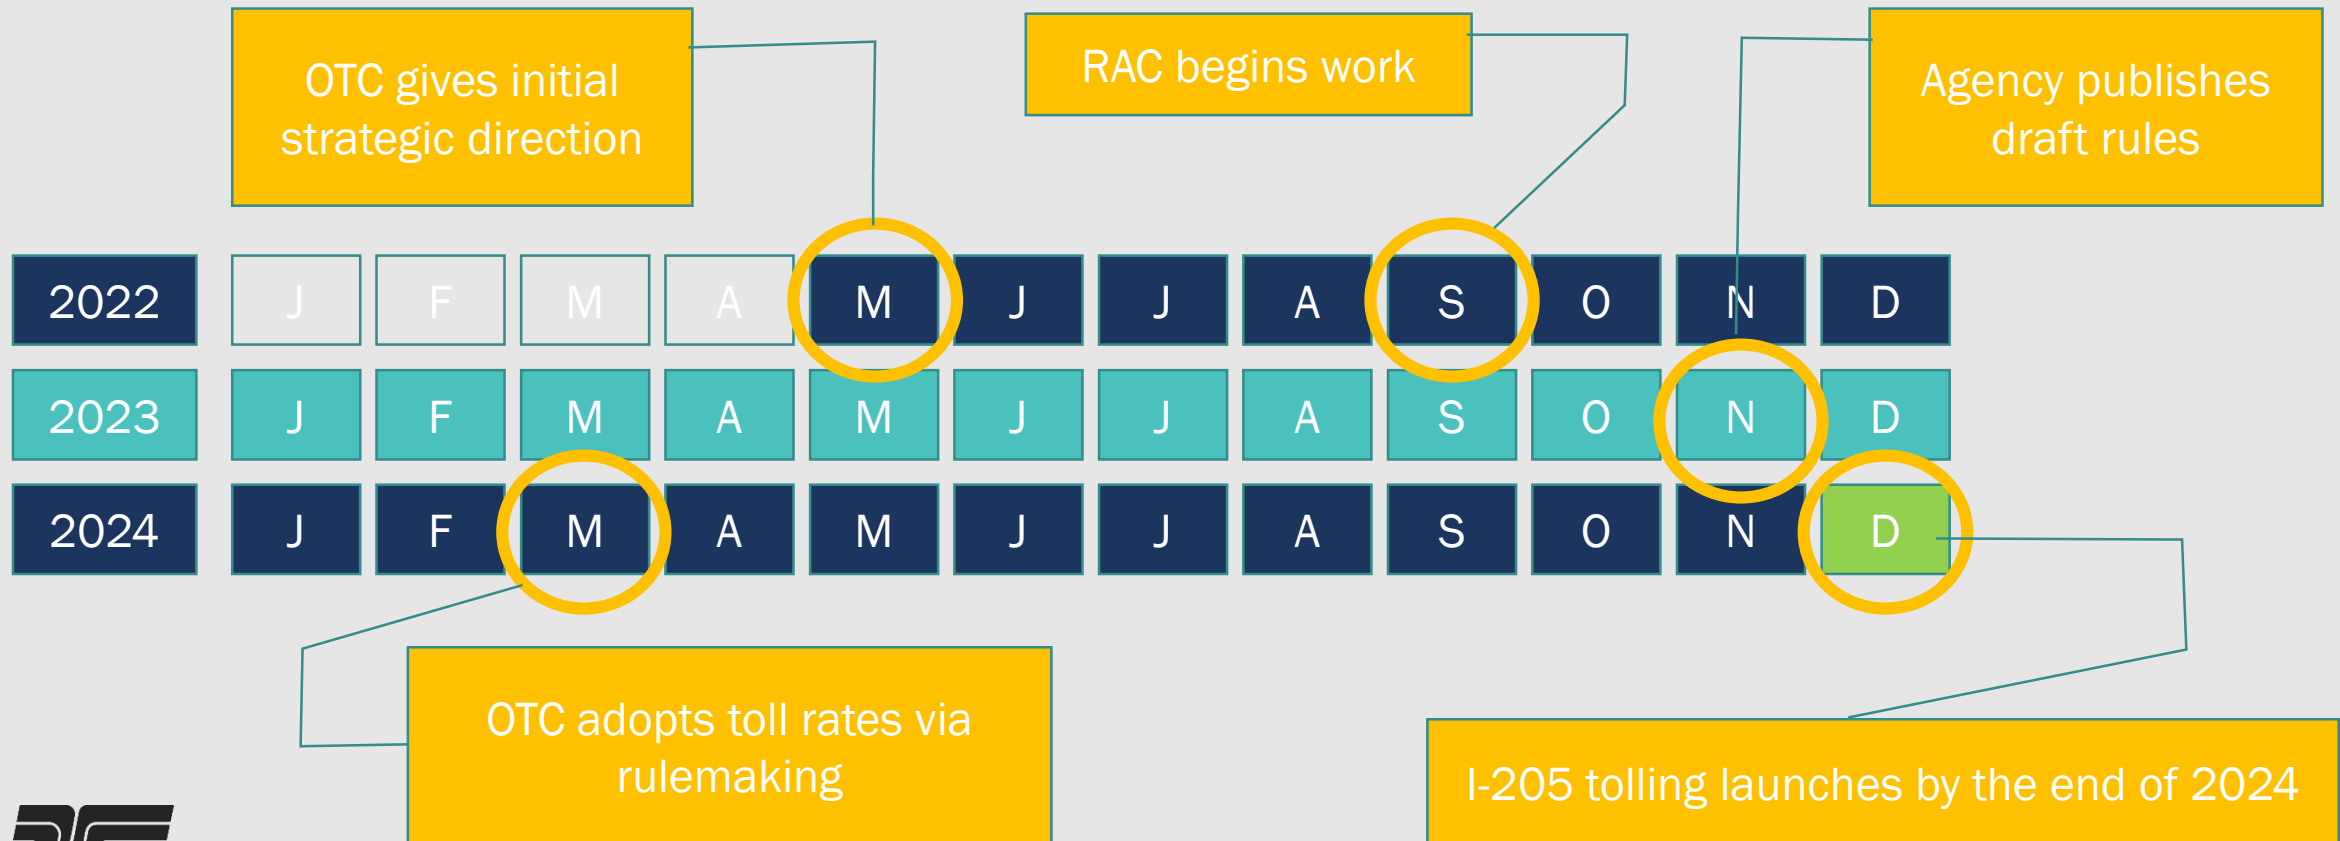 OTC gives initial
strategic direction
RAC begins work
Agency publishes
draft rules
2022 J F M A M J J A S O N D
2023 J F M A M J J A S O N D
2024 J F M A M J J A S O N D
OTC adopts toll rates via
rulemaking
I-205 tolling launches by the end of 2024